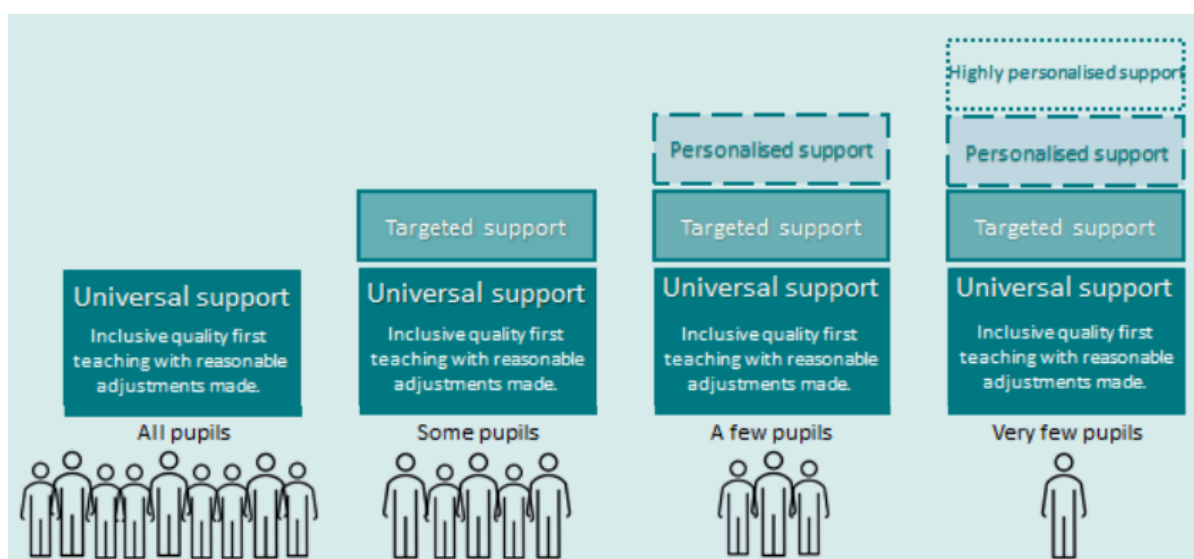 Highly personalised support
Personalised support
Personalised support
Targeted support
Targeted support
Targeted support
Universal support
Inclusive quality first
teaching with reasonable
adjustments made.
Universal support
Inclusive quality first
teaching with reasonable
adjustments made.
Universal support
Inclusive quality first
teaching with reasonable
adjustments made.
Universal support
Inclusive quality first
teaching with reasonable
adjustments made.
All pupils
Some pupils
A few pupils
Very few pupils